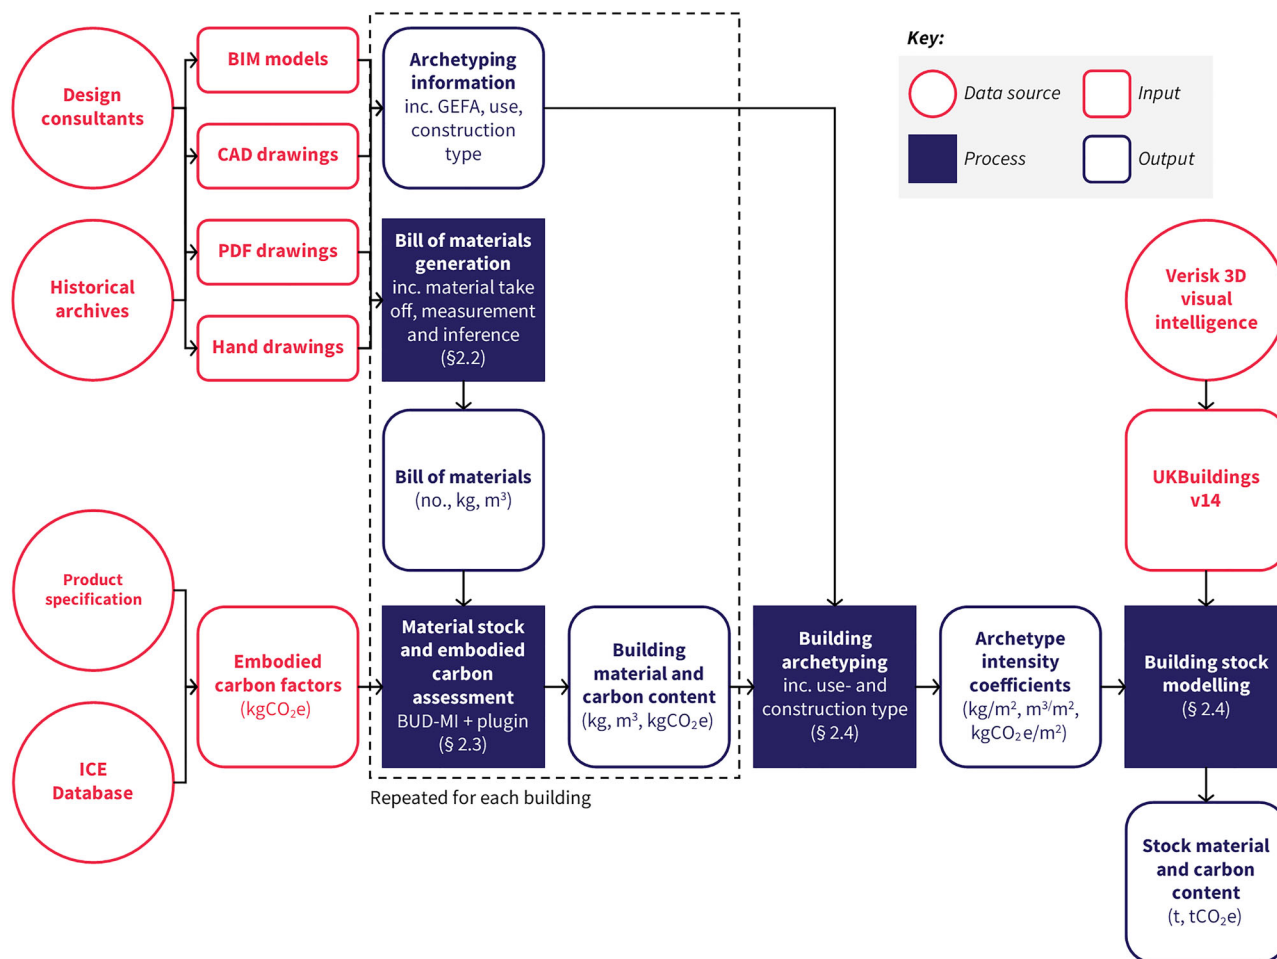 Key:
Data source
Input
Process
Output
Design
consultants
BIM models
CAD drawings
PDF drawings
Hand drawings
Historical
archives
Archetyping
information
inc. GEFA, use,
construction
type
Bill of materials
generation
inc. material take
off, measurement
and inference
(§2.2)
Bill of materials
(no., kg, m³)
Verisk 3D
visual
intelligence
UKBuildings
v14
Product
specification
ICE
Database
Embodied
carbon factors
(kgCO₂e)
Material stock
and embodied
carbon
assessment
BUD-MI + plugin
(§ 2.3)
Building
material and
carbon content
(kg, m³, kgCO₂e)
Building
archetyping
inc. use- and
construction type
(§ 2.4)
Archetype
intensity
coefficients
(kg/m², m³/m²,
kgCO₂e/m²)
Building stock
modelling
(§ 2.4)
Repeated for each building
Stock material
and carbon
content
(t, tCO₂e)